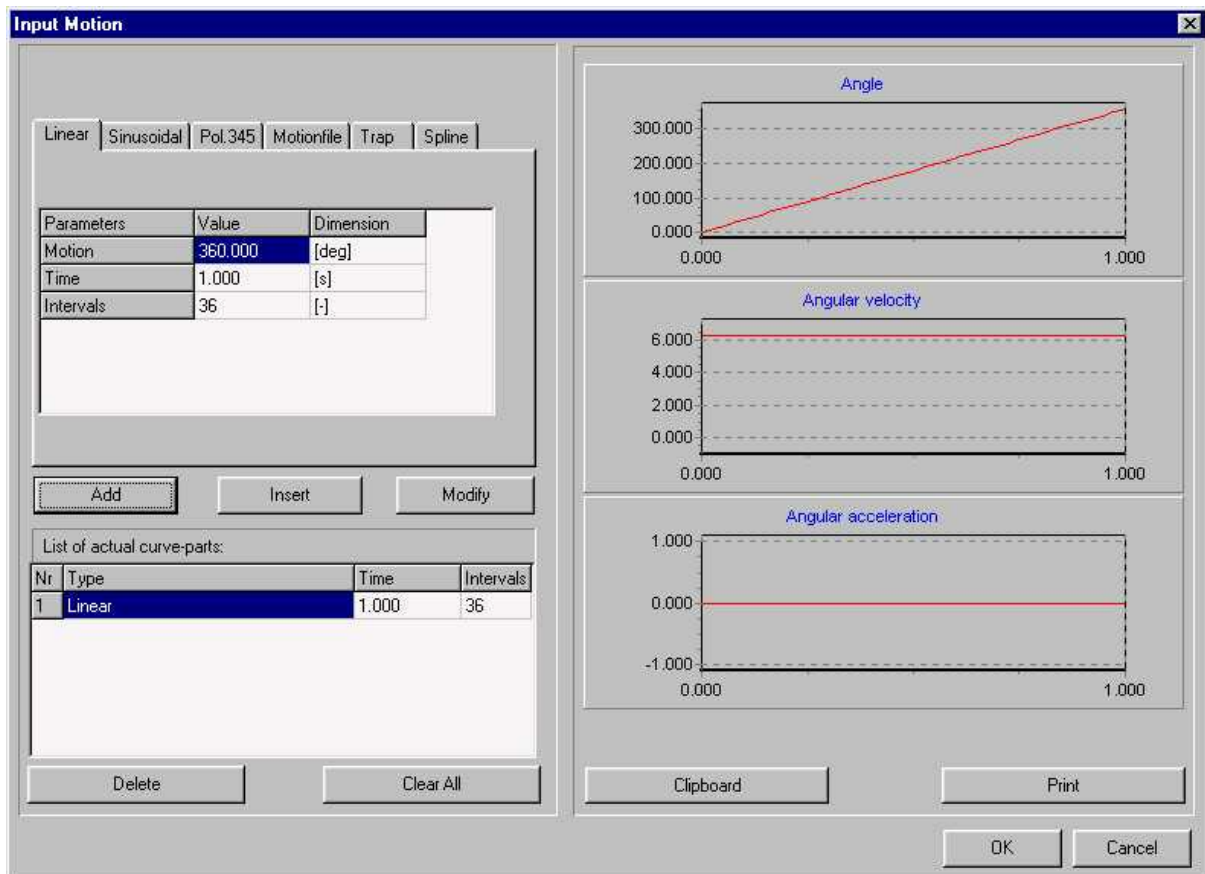 Input Motion
Linear Sinusoidal Pol.345 Motionfile Trap Spline
Parameters Value Dimension
Motion 360.000 [deg]
Time 1.000 [s]
Intervals 36 [-]
Add Insert Modify
List of actual curve-parts:
Nr Type Time Intervals
1 Linear 1.000 36
Delete Clear All
Angle
300.000
200.000
100.000
0.000
0.000 1.000
Angular velocity
6.000
4.000
2.000
0.000
0.000 1.000
Angular acceleration
1.000
0.000
-1.000
0.000 1.000
Clipboard Print
OK Cancel